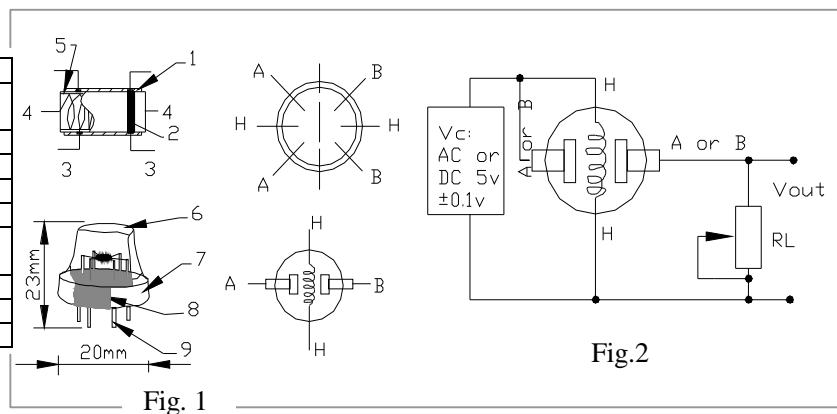 5
1
4
4
2
3
3
A
B
H
H
A
B
6
7
8
9
23mm
20mm
A
B
H
H
Fig. 1
H
Vc:
AC or
DC 5v
±0.1v
A or B
A or B
Vout
RL
H
Fig.2